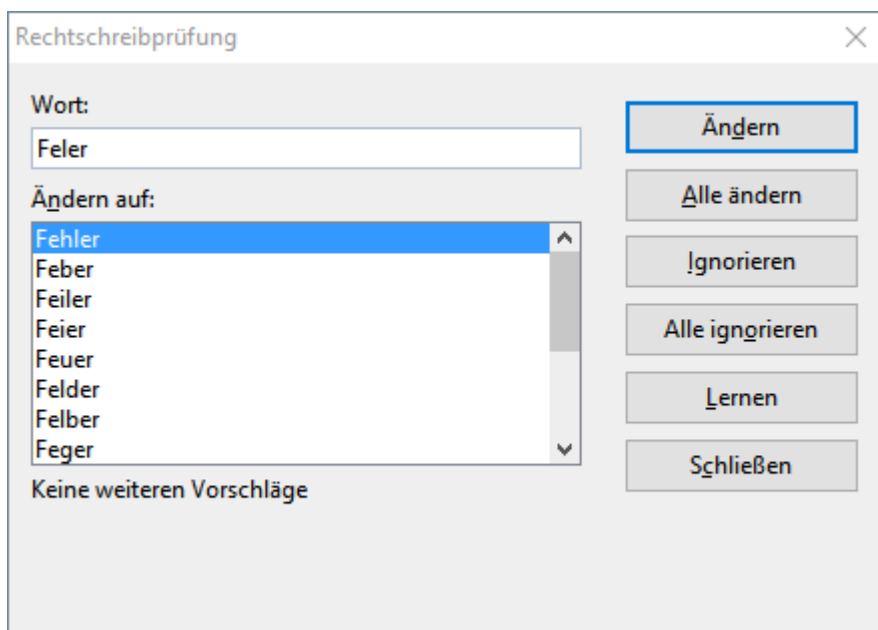 Rechtschreibprüfung
Wort:
Feler
Ändern auf:
Fehler
Feber
Feiler
Feier
Feuer
Felder
Felber
Feger
Keine weiteren Vorschläge
Ändern
Alle ändern
Ignorieren
Alle ignorieren
Lernen
Schließen